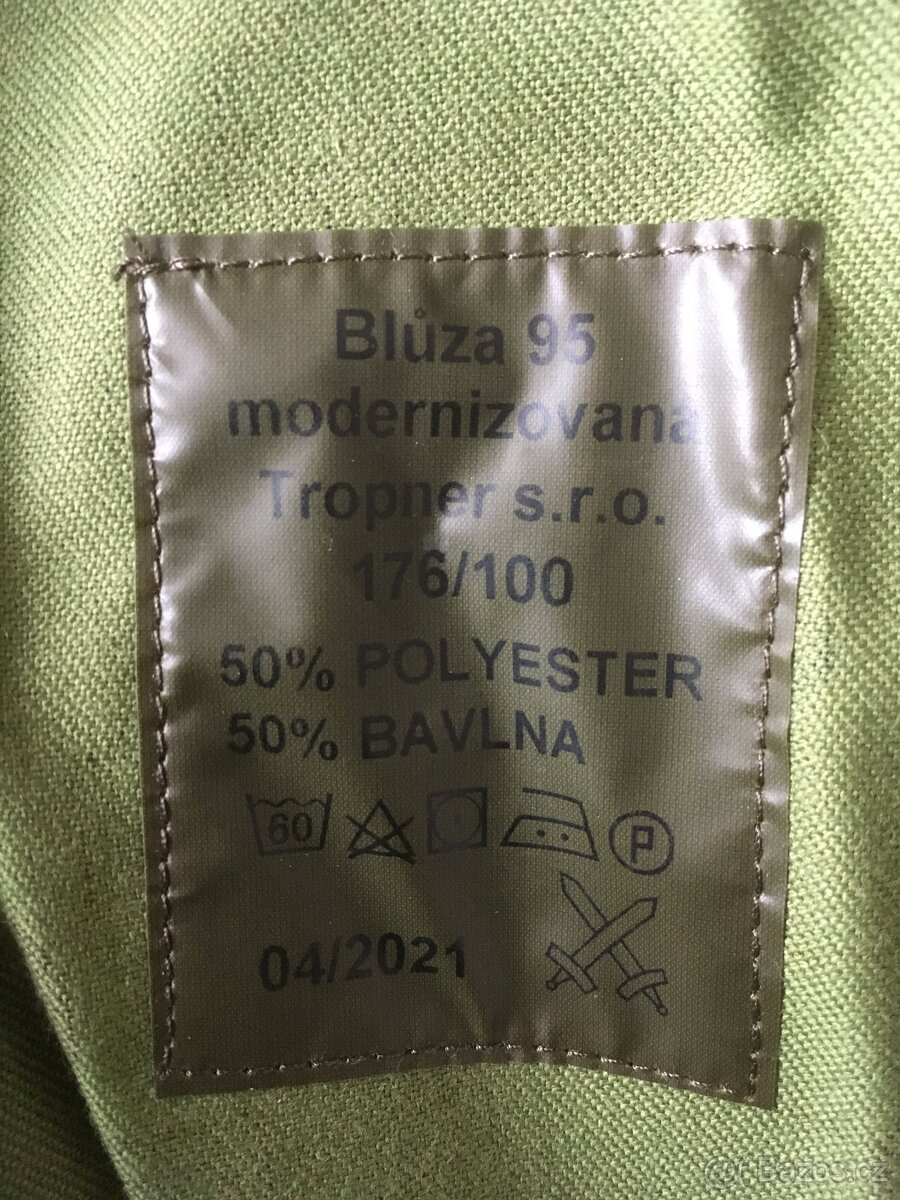 Blůza 95
modernizovaná
Tropner s.r.o.
176/100
50% POLYESTER
50% BAVLNA
60 P
04/2021
Bazos.cz